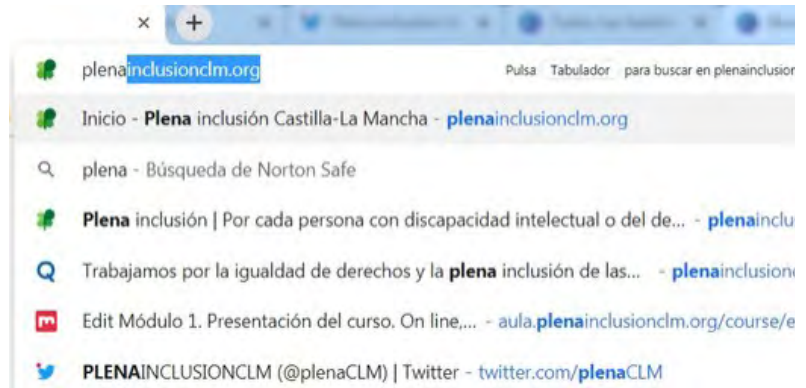 plenainclusionclm.org Pulsa Tabulador para buscar en plenainclusion
Inicio - Plena inclusión Castilla-La Mancha - plenainclusionclm.org
plena - Búsqueda de Norton Safe
Plena inclusión | Por cada persona con discapacidad intelectual o del de... - plenainclu
Trabajamos por la igualdad de derechos y la plena inclusión de las... - plenainclusion
Edit Módulo 1. Presentación del curso. On line,... - aula.plenainclusionclm.org/course/e
PLENAINCLUSIONCLM (@plenaCLM) | Twitter - twitter.com/plenaCLM